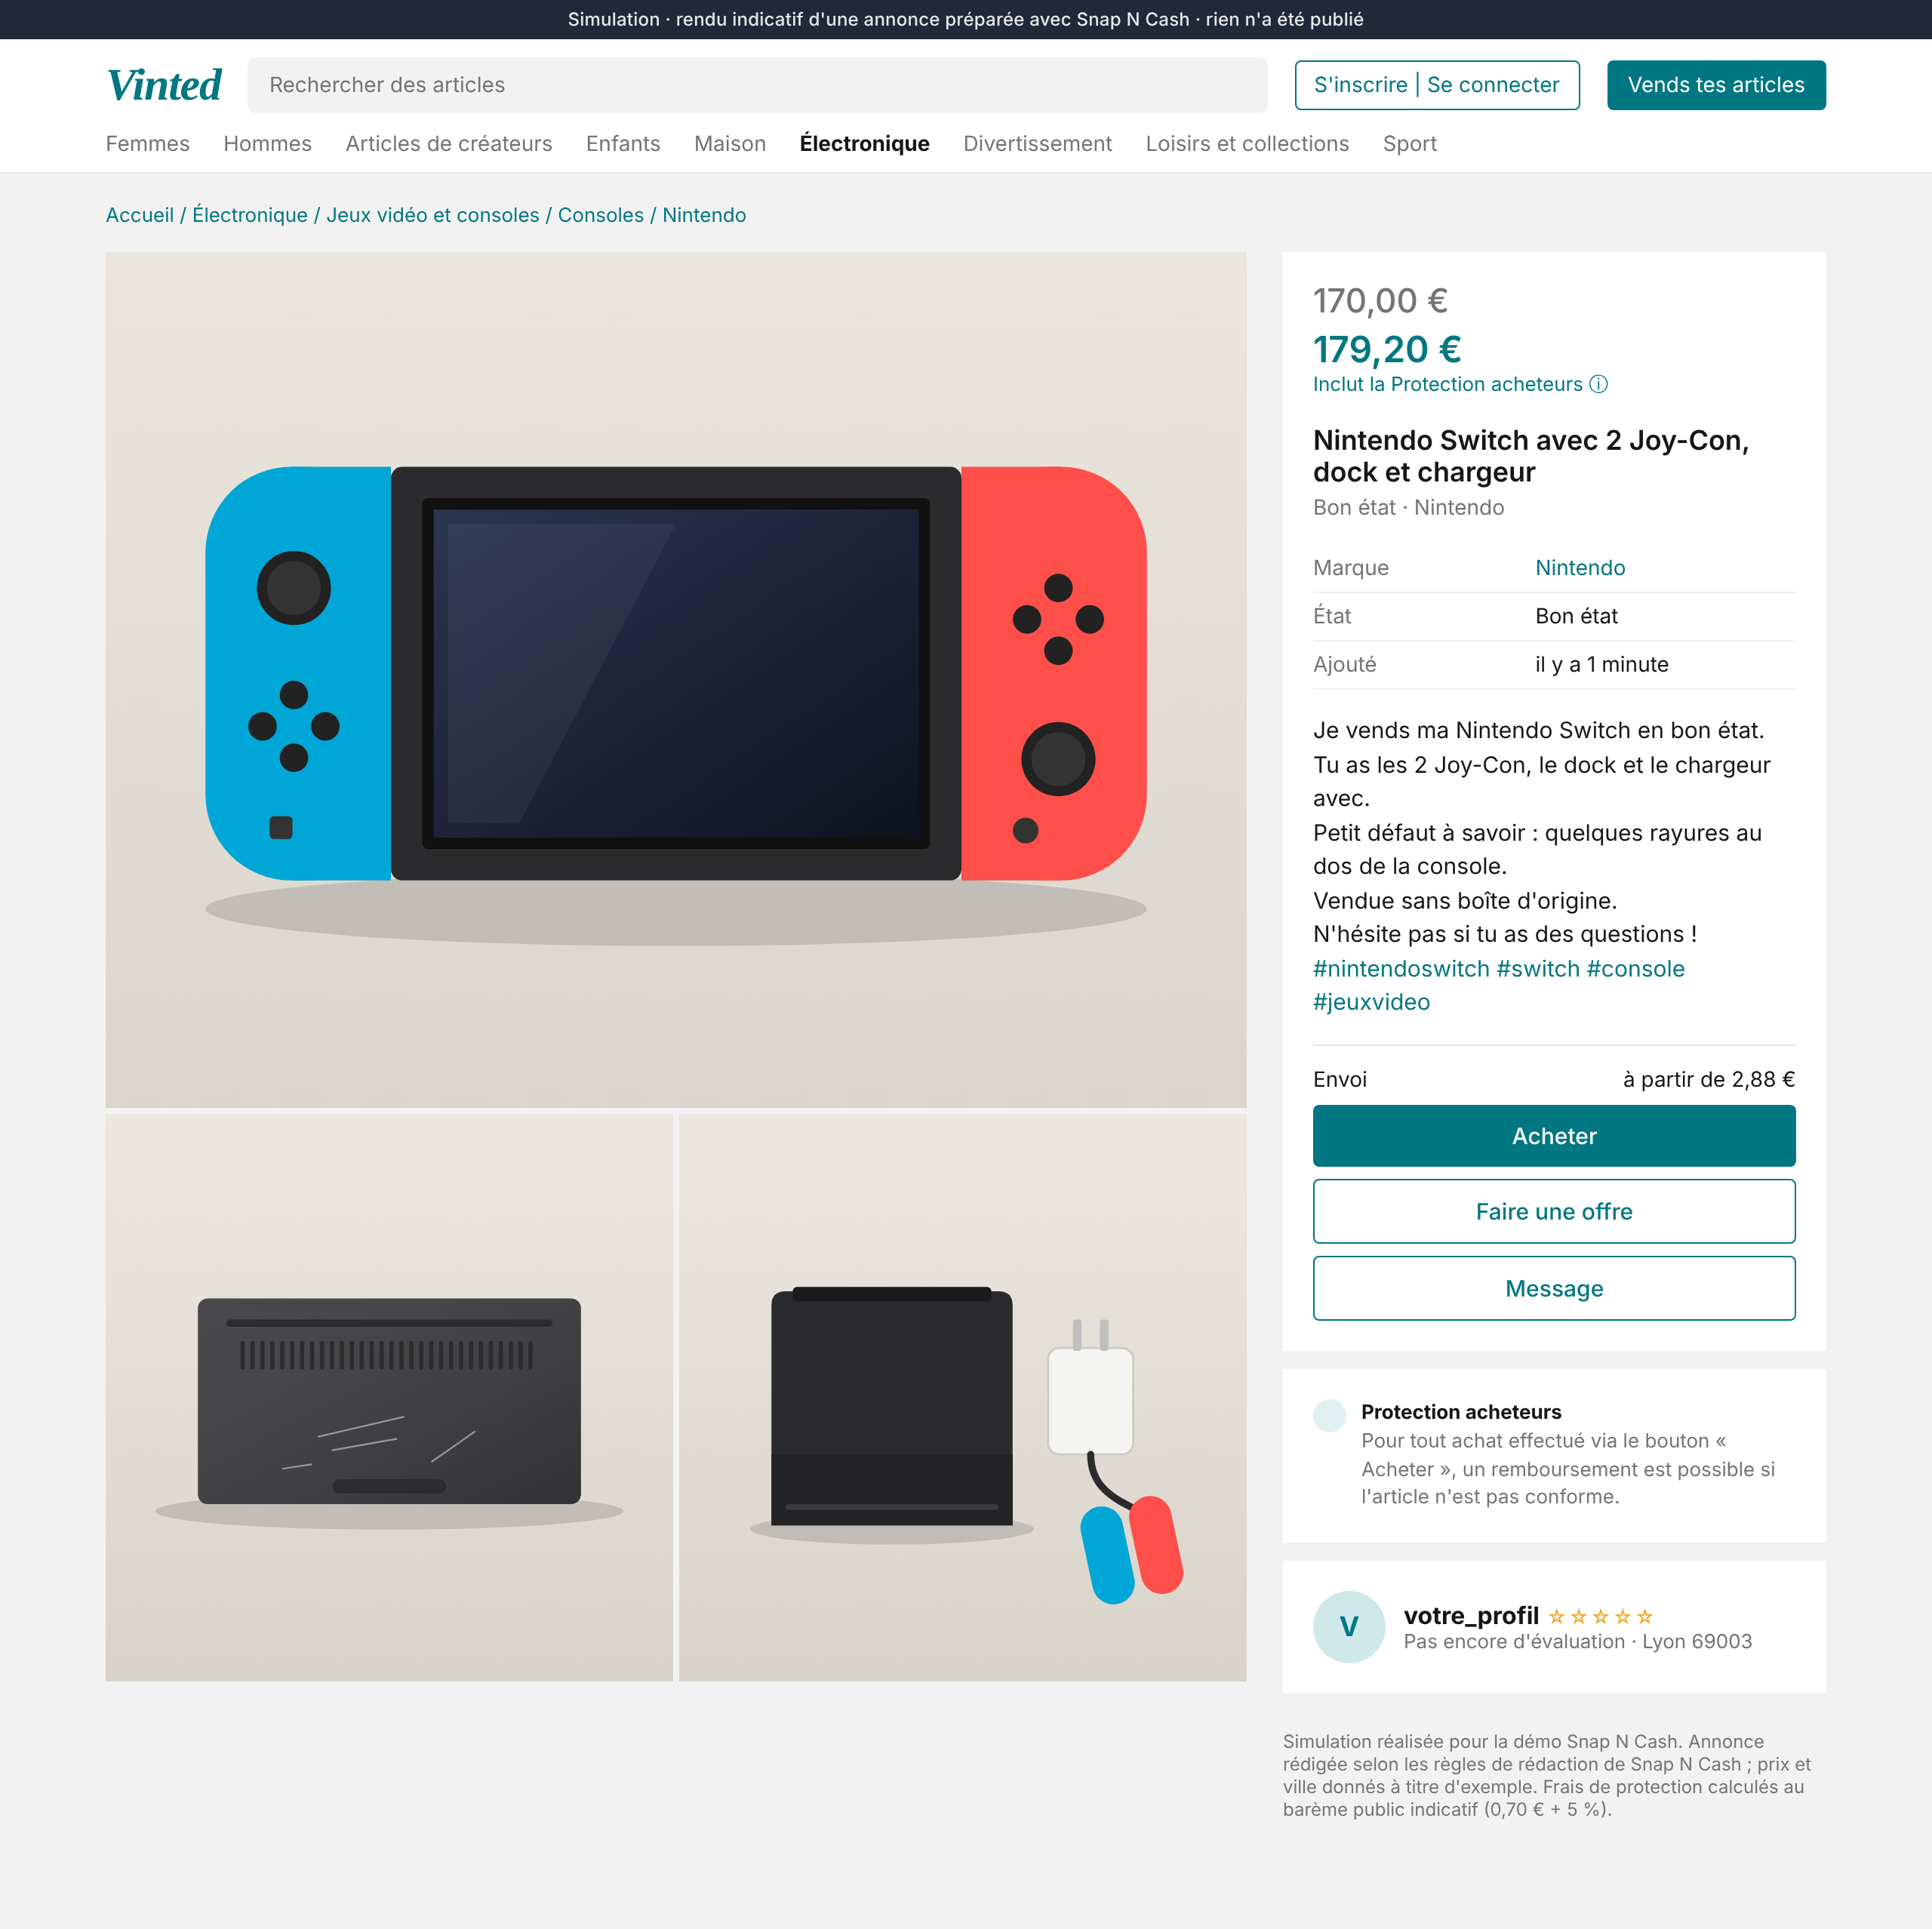 Simulation · rendu indicatif d'une annonce préparée avec Snap N Cash · rien n'a été publié
Vinted
Rechercher des articles
S'inscrire | Se connecter
Vends tes articles
Femmes Hommes Articles de créateurs Enfants Maison Électronique Divertissement Loisirs et collections Sport
Accueil / Électronique / Jeux vidéo et consoles / Consoles / Nintendo
170,00 €
179,20 €
Inclut la Protection acheteurs ⓘ
Nintendo Switch avec 2 Joy-Con,
dock et chargeur
Bon état · Nintendo
Marque Nintendo
État Bon état
Ajouté il y a 1 minute
Je vends ma Nintendo Switch en bon état.
Tu as les 2 Joy-Con, le dock et le chargeur
avec.
Petit défaut à savoir : quelques rayures au
dos de la console.
Vendue sans boîte d'origine.
N'hésite pas si tu as des questions !
#nintendoswitch #switch #console
#jeuxvideo
Envoi à partir de 2,88 €
Acheter
Faire une offre
Message
Protection acheteurs
Pour tout achat effectué via le bouton «
Acheter », un remboursement est possible si
l'article n'est pas conforme.
V
votre_profil ☆☆☆☆☆
Pas encore d'évaluation · Lyon 69003
Simulation réalisée pour la démo Snap N Cash. Annonce
rédigée selon les règles de rédaction de Snap N Cash ; prix et
ville donnés à titre d'exemple. Frais de protection calculés au
barème public indicatif (0,70 € + 5 %).